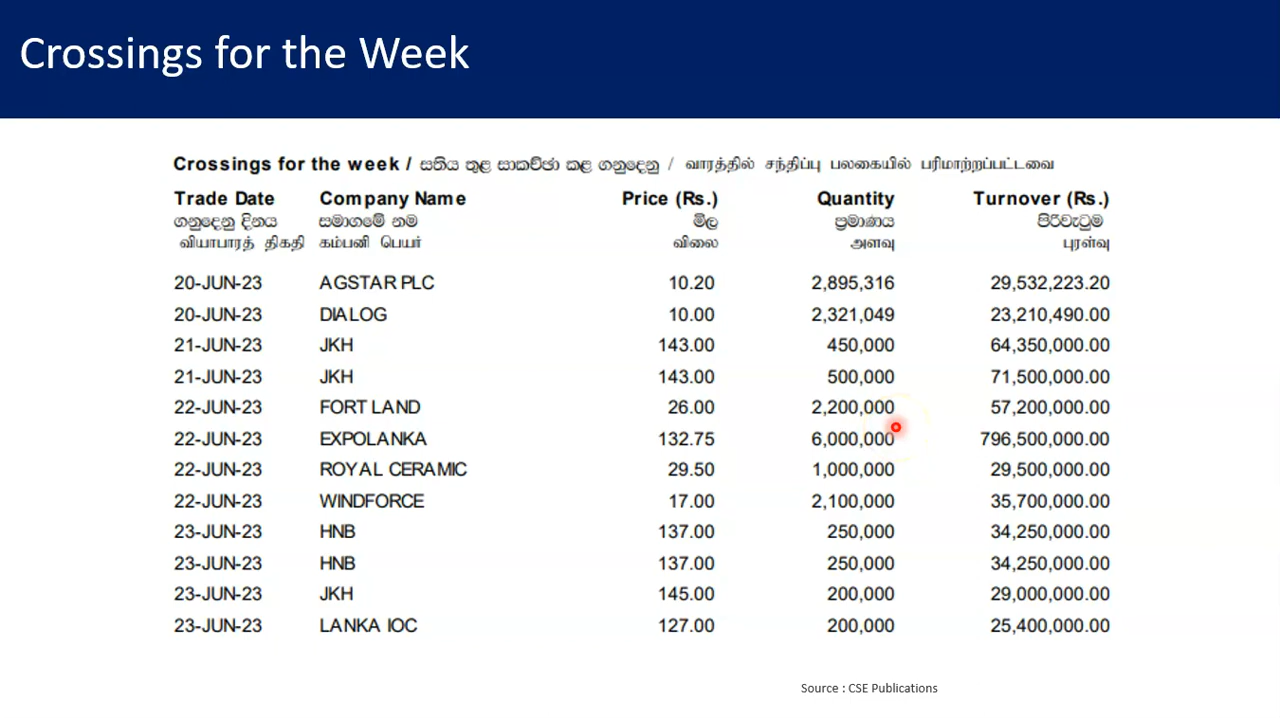 Crossings for the Week
Crossings for the week / සතිය තුළ සාකච්ඡා කළ ගනුදෙනු / வாரத்தில் சந்திப்பு பலகையில் பரிமாற்றப்பட்டவை
Trade Date Company Name Price (Rs.) Quantity Turnover (Rs.)
ගනුදෙනු දිනය සමාගමේ නම මිල ප්‍රමාණය පිරිවැටුම
வியாபாரத் திகதி கம்பனி பெயர் விலை அளவு புரள்வு
20-JUN-23 AGSTAR PLC 10.20 2,895,316 29,532,223.20
20-JUN-23 DIALOG 10.00 2,321,049 23,210,490.00
21-JUN-23 JKH 143.00 450,000 64,350,000.00
21-JUN-23 JKH 143.00 500,000 71,500,000.00
22-JUN-23 FORT LAND 26.00 2,200,000 57,200,000.00
22-JUN-23 EXPOLANKA 132.75 6,000,000 796,500,000.00
22-JUN-23 ROYAL CERAMIC 29.50 1,000,000 29,500,000.00
22-JUN-23 WINDFORCE 17.00 2,100,000 35,700,000.00
23-JUN-23 HNB 137.00 250,000 34,250,000.00
23-JUN-23 HNB 137.00 250,000 34,250,000.00
23-JUN-23 JKH 145.00 200,000 29,000,000.00
23-JUN-23 LANKA IOC 127.00 200,000 25,400,000.00
Source : CSE Publications